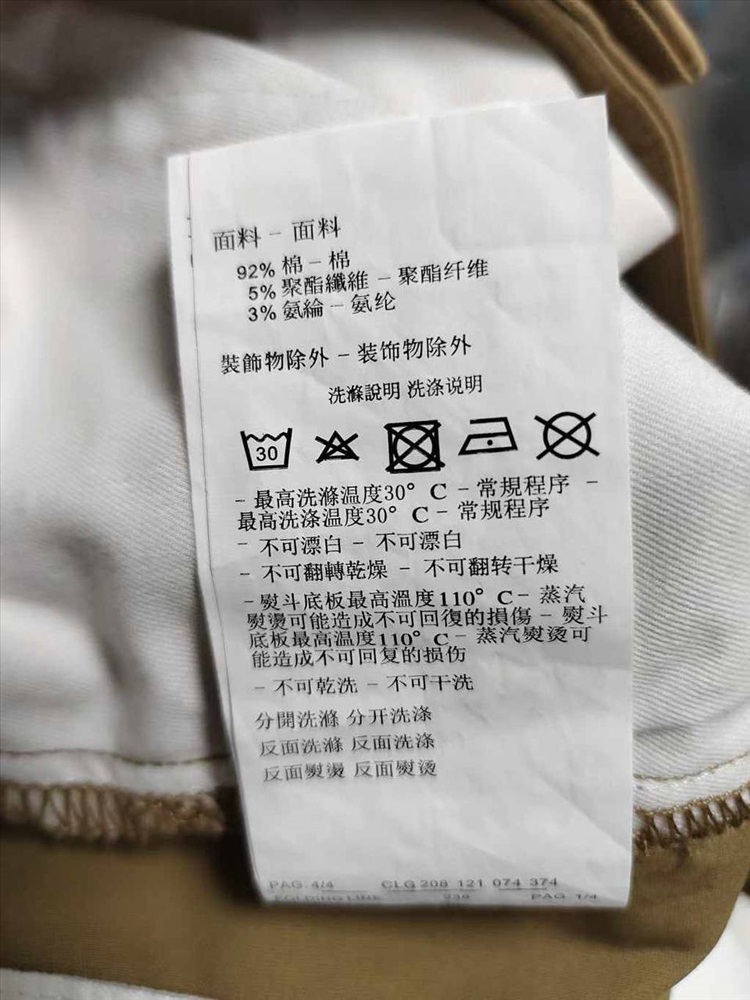 面料 - 面料
92% 棉 - 棉
5% 聚酯纖維 - 聚酯纤维
3% 氨綸 - 氨纶
裝飾物除外 - 装饰物除外
洗滌說明 洗涤说明
30
- 最高洗滌温度30° C - 常規程序 -
最高洗涤温度30° C - 常规程序
- 不可漂白 - 不可漂白
- 不可翻轉乾燥 - 不可翻转干燥
- 熨斗底板最高溫度110° C- 蒸汽
熨燙可能造成不可回復的損傷 - 熨斗
底板最高温度110° C - 蒸汽熨烫可
能造成不可回复的损伤
- 不可乾洗 - 不可干洗
分開洗滌 分开洗涤
反面洗滌 反面洗涤
反面熨燙 反面熨烫
PAG: 4/4 CLG 208 121 074 374
FOLDING LINE 238 PAG 1/4